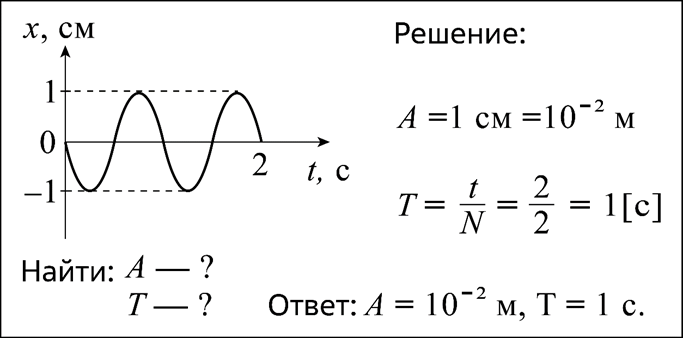 x, см
1
0
−1
2
t, с
Найти: A — ?
T — ?
Решение:
A =1 см =10⁻² м
T = t/N = 2/2 = 1[с]
Ответ: A = 10⁻² м, T = 1 с.